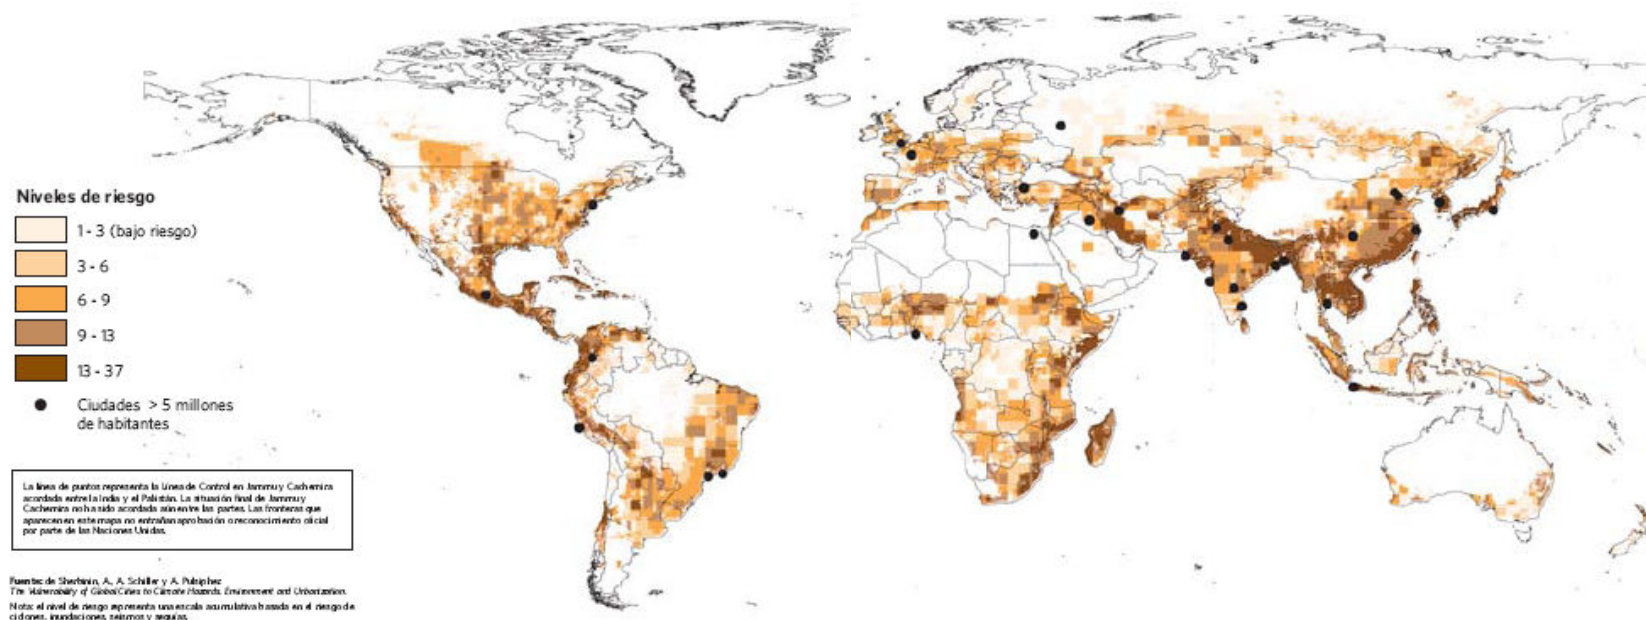 Niveles de riesgo
1 - 3 (bajo riesgo)
3 - 6
6 - 9
9 - 13
13 - 37
Ciudades > 5 millones
de habitantes
La línea de puntos representa la Línea de Control en Jammu y Cachemira
acordada entre la India y el Pakistán. La situación final de Jammu y
Cachemira no ha sido acordada aún entre las partes. Las fronteras que
aparecen en este mapa no entrañan aprobación o reconocimiento oficial
por parte de las Naciones Unidas.
Fuente: de Sherbinin, A., A. Schiller y A. Pulsipher.
The Vulnerability of Global Cities to Climate Hazards. Environment and Urbanization.
Nota: el nivel de riesgo representa una escala acumulativa basada en el riesgo de
ciclones, inundaciones, seísmos y sequías.